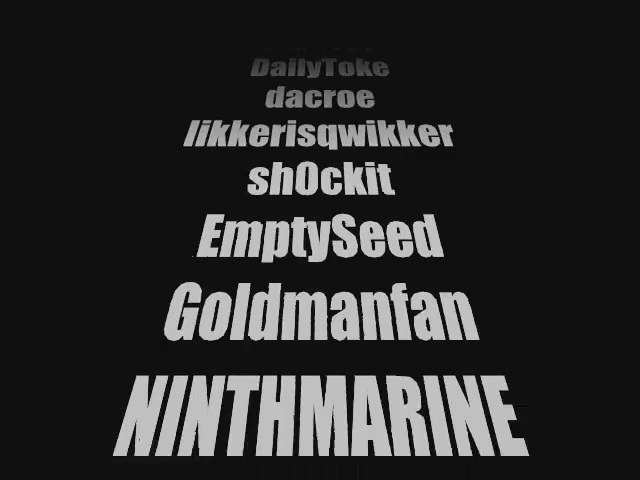 DailyToke
dacroe
likkerisqwikker
sh0ckit
EmptySeed
Goldmanfan
NINTHMARINE